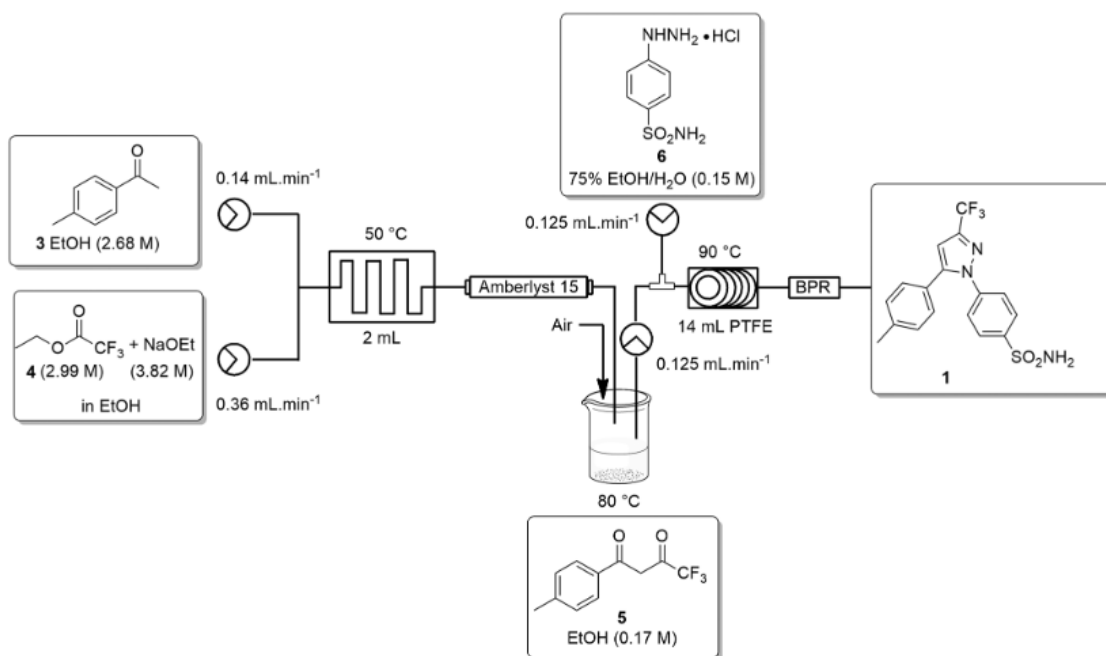 NHNH2 • HCl
SO2NH2
6
75% EtOH/H2O (0.15 M)
O
3 EtOH (2.68 M)
0.14 mL.min-1
O
O
CF3 + NaOEt
4 (2.99 M) (3.82 M)
in EtOH
0.36 mL.min-1
50 °C
2 mL
Amberlyst 15
Air
0.125 mL.min-1
90 °C
14 mL PTFE
0.125 mL.min-1
BPR
CF3
N
N
SO2NH2
1
80 °C
O O
CF3
5
EtOH (0.17 M)